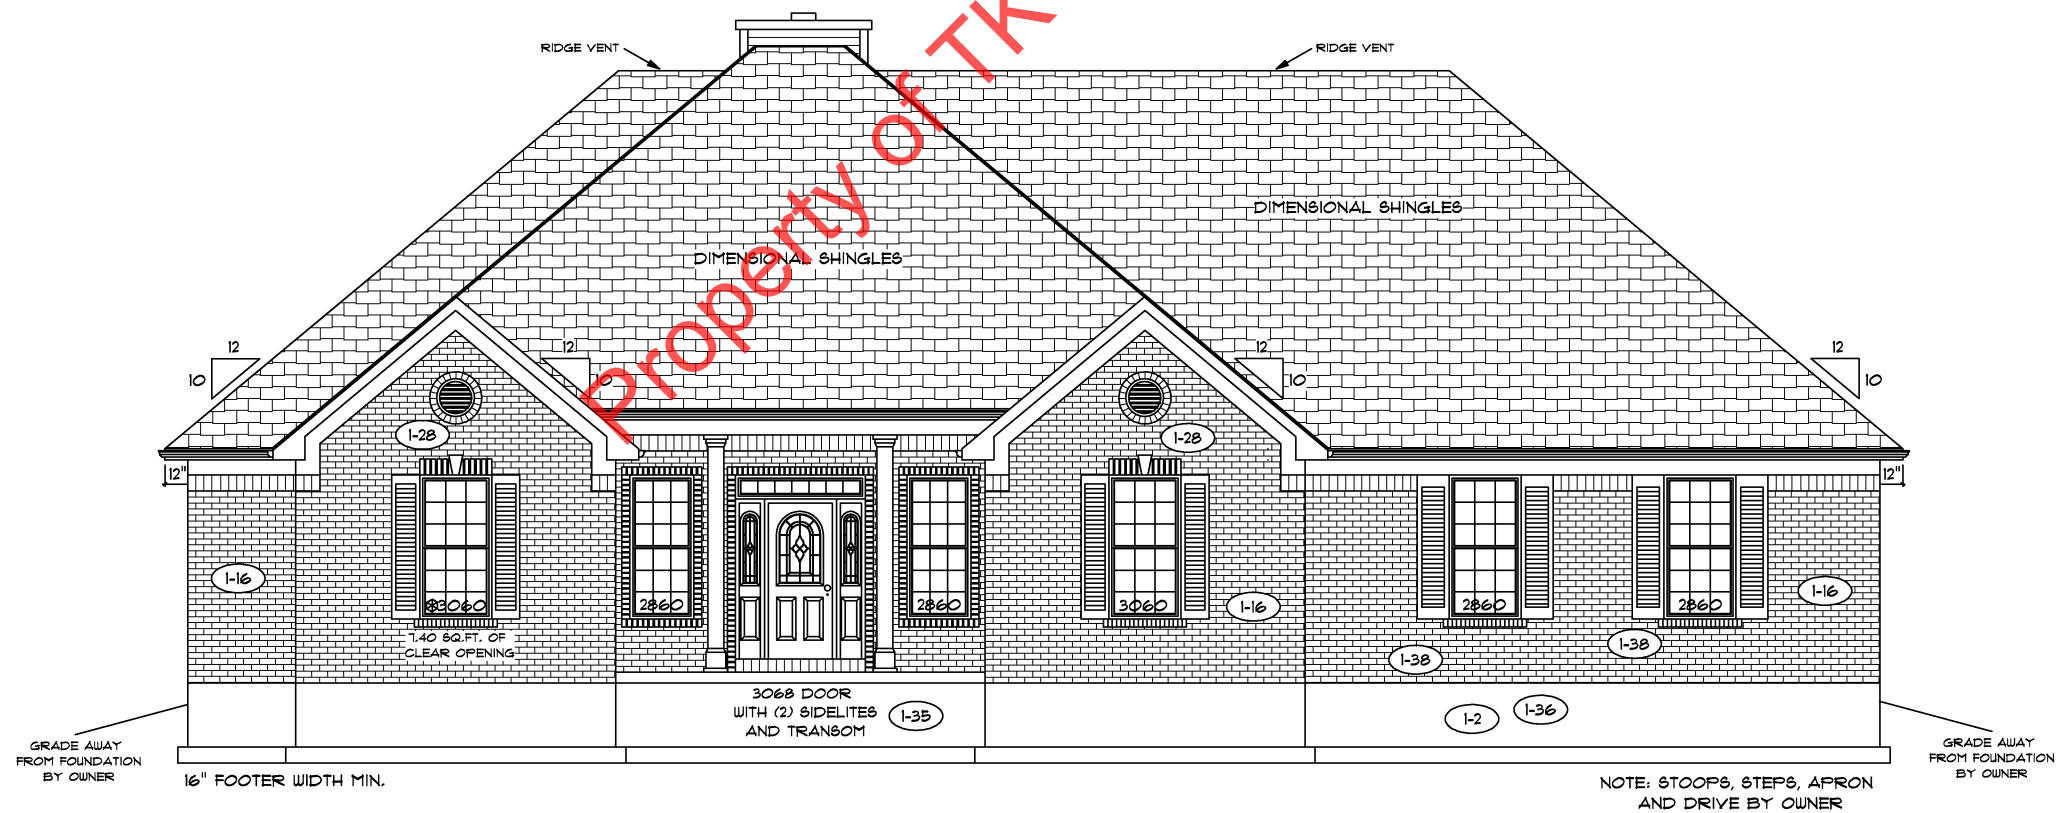 RIDGE VENT
RIDGE VENT
Property of TK
DIMENSIONAL SHINGLES
DIMENSIONAL SHINGLES
12
10
12
10
12
10
12
10
1-28
1-28
12"
12"
1-16
⊛3060
2860
2860
3060
2860
2860
1-16
1-16
7.40 SQ.FT. OF
CLEAR OPENING
1-38
1-38
3068 DOOR
WITH (2) SIDELITES
AND TRANSOM
1-35
1-2
1-36
GRADE AWAY
FROM FOUNDATION
BY OWNER
GRADE AWAY
FROM FOUNDATION
BY OWNER
16" FOOTER WIDTH MIN.
NOTE: STOOPS, STEPS, APRON
AND DRIVE BY OWNER